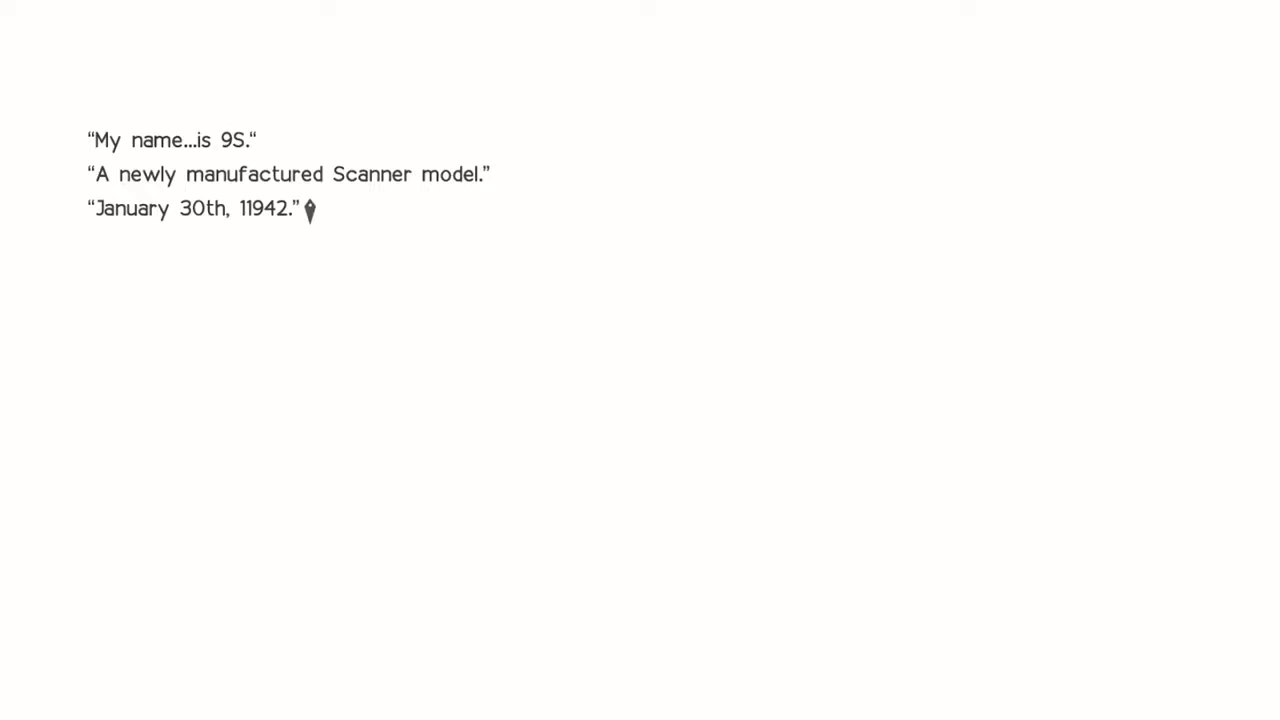 “My name...is 9S.“
“A newly manufactured Scanner model.”
“January 30th, 11942.”